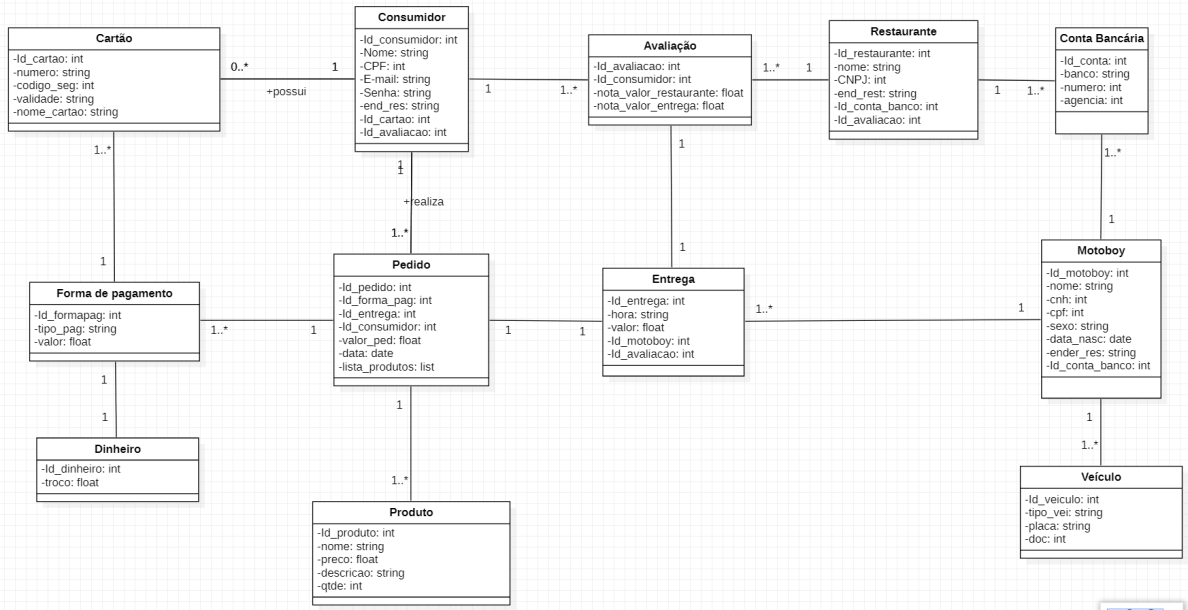 Cartão
-Id_cartao: int
-numero: string
-codigo_seg: int
-validade: string
-nome_cartao: string
0..*
1
+possui
Consumidor
-Id_consumidor: int
-Nome: string
-CPF: int
-E-mail: string
-Senha: string
-end_res: string
-Id_cartao: int
-Id_avaliacao: int
1
1..*
Avaliação
-Id_avaliacao: int
-Id_consumidor: int
-nota_valor_restaurante: float
-nota_valor_entrega: float
1..*
1
Restaurante
-Id_restaurante: int
-nome: string
-CNPJ: int
-end_rest: string
-Id_conta_banco: int
-Id_avaliacao: int
1
1..*
Conta Bancária
-Id_conta: int
-banco: string
-numero: int
-agencia: int
1..*
1
1
1
+realiza
1..*
1
1
1..*
1
Forma de pagamento
-Id_formapag: int
-tipo_pag: string
-valor: float
1..*
1
Pedido
-Id_pedido: int
-Id_forma_pag: int
-Id_entrega: int
-Id_consumidor: int
-valor_ped: float
-data: date
-lista_produtos: list
1
1
Entrega
-Id_entrega: int
-hora: string
-valor: float
-Id_motoboy: int
-Id_avaliacao: int
1..*
1
Motoboy
-Id_motoboy: int
-nome: string
-cnh: int
-cpf: int
-sexo: string
-data_nasc: date
-ender_res: string
-Id_conta_banco: int
1
1
1
1..*
1
1..*
Dinheiro
-Id_dinheiro: int
-troco: float
Produto
-Id_produto: int
-nome: string
-preco: float
-descricao: string
-qtde: int
Veículo
-Id_veiculo: int
-tipo_vei: string
-placa: string
-doc: int